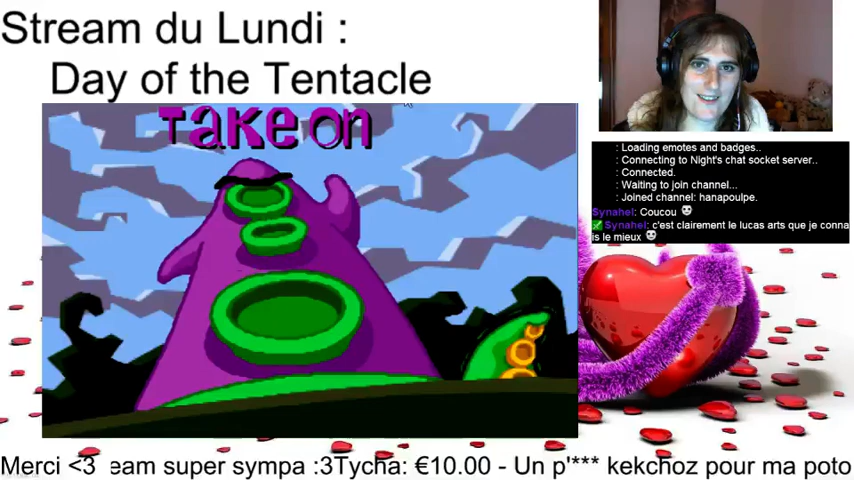 Stream du Lundi :
Day of the Tentacle
TAKE ON
: Loading emotes and badges..
: Connecting to Night's chat socket server..
: Connected.
: Waiting to join channel...
: Joined channel: hanapoulpe.
Synahel: Coucou
Synahel: c'est clairement le lucas arts que je conna
is le mieux
Merci <3 eam super sympa :3Tycha: €10.00 - Un p'*** kekchoz pour ma poto